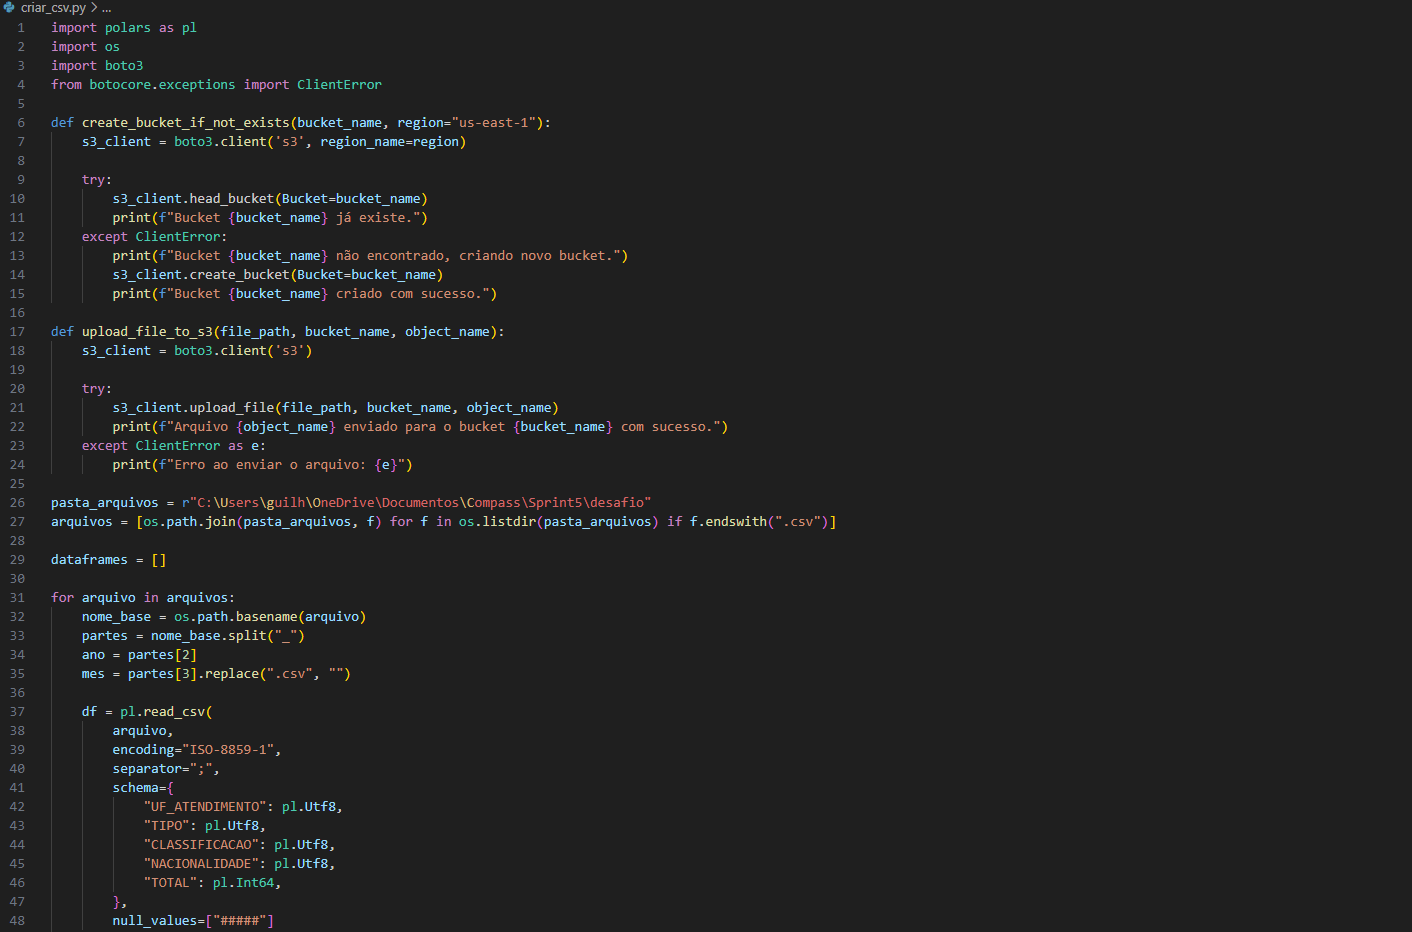 criar_csv.py > ...
1 import polars as pl
2 import os
3 import boto3
4 from botocore.exceptions import ClientError
5
6 def create_bucket_if_not_exists(bucket_name, region="us-east-1"):
7     s3_client = boto3.client('s3', region_name=region)
8
9     try:
10         s3_client.head_bucket(Bucket=bucket_name)
11         print(f"Bucket {bucket_name} já existe.")
12     except ClientError:
13         print(f"Bucket {bucket_name} não encontrado, criando novo bucket.")
14         s3_client.create_bucket(Bucket=bucket_name)
15         print(f"Bucket {bucket_name} criado com sucesso.")
16
17 def upload_file_to_s3(file_path, bucket_name, object_name):
18     s3_client = boto3.client('s3')
19
20     try:
21         s3_client.upload_file(file_path, bucket_name, object_name)
22         print(f"Arquivo {object_name} enviado para o bucket {bucket_name} com sucesso.")
23     except ClientError as e:
24         print(f"Erro ao enviar o arquivo: {e}")
25
26 pasta_arquivos = r"C:\Users\guilh\OneDrive\Documentos\Compass\Sprint5\desafio"
27 arquivos = [os.path.join(pasta_arquivos, f) for f in os.listdir(pasta_arquivos) if f.endswith(".csv")]
28
29 dataframes = []
30
31 for arquivo in arquivos:
32     nome_base = os.path.basename(arquivo)
33     partes = nome_base.split("_")
34     ano = partes[2]
35     mes = partes[3].replace(".csv", "")
36
37     df = pl.read_csv(
38         arquivo,
39         encoding="ISO-8859-1",
40         separator=";",
41         schema={
42             "UF_ATENDIMENTO": pl.Utf8,
43             "TIPO": pl.Utf8,
44             "CLASSIFICACAO": pl.Utf8,
45             "NACIONALIDADE": pl.Utf8,
46             "TOTAL": pl.Int64,
47         },
48         null_values=["#####"]